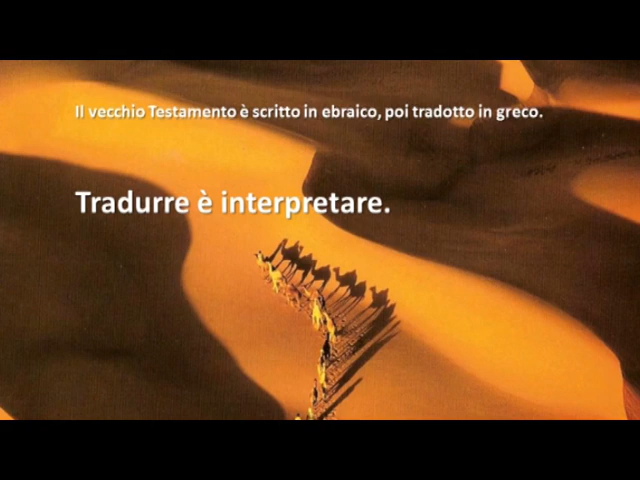 Il vecchio Testamento è scritto in ebraico, poi tradotto in greco.
Tradurre è interpretare.